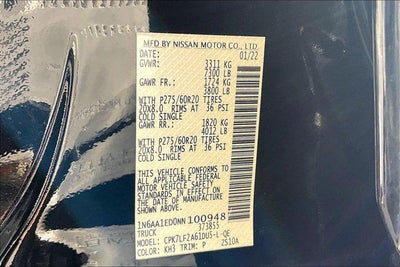 MFD BY NISSAN MOTOR CO., LTD.
DATE: 01/22
GVWR: 3311 KG
7300 LB
GAWR FR.: 1724 KG
3800 LB
WITH P275/60R20 TIRES
20x8.0 RIMS AT 36 PSI
COLD SINGLE
GAWR RR.: 1820 KG
4012 LB
WITH P275/60R20 TIRES
20x8.0 RIMS AT 36 PSI
COLD SINGLE
THIS VEHICLE CONFORMS TO
ALL APPLICABLE FEDERAL
MOTOR VEHICLE SAFETY
STANDARDS IN EFFECT ON
THE DATE OF MANUFACTURE
SHOWN ABOVE.
1N6AA1ED0NN100948
TRUCK 373855
MODEL: CPK7LF2A61DUS-L-QE
COLOR: KH3 TRIM: P 2S10A